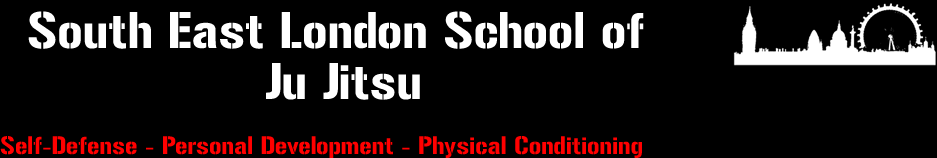 South East London School of
Ju Jitsu
Self-Defense - Personal Development - Physical Conditioning